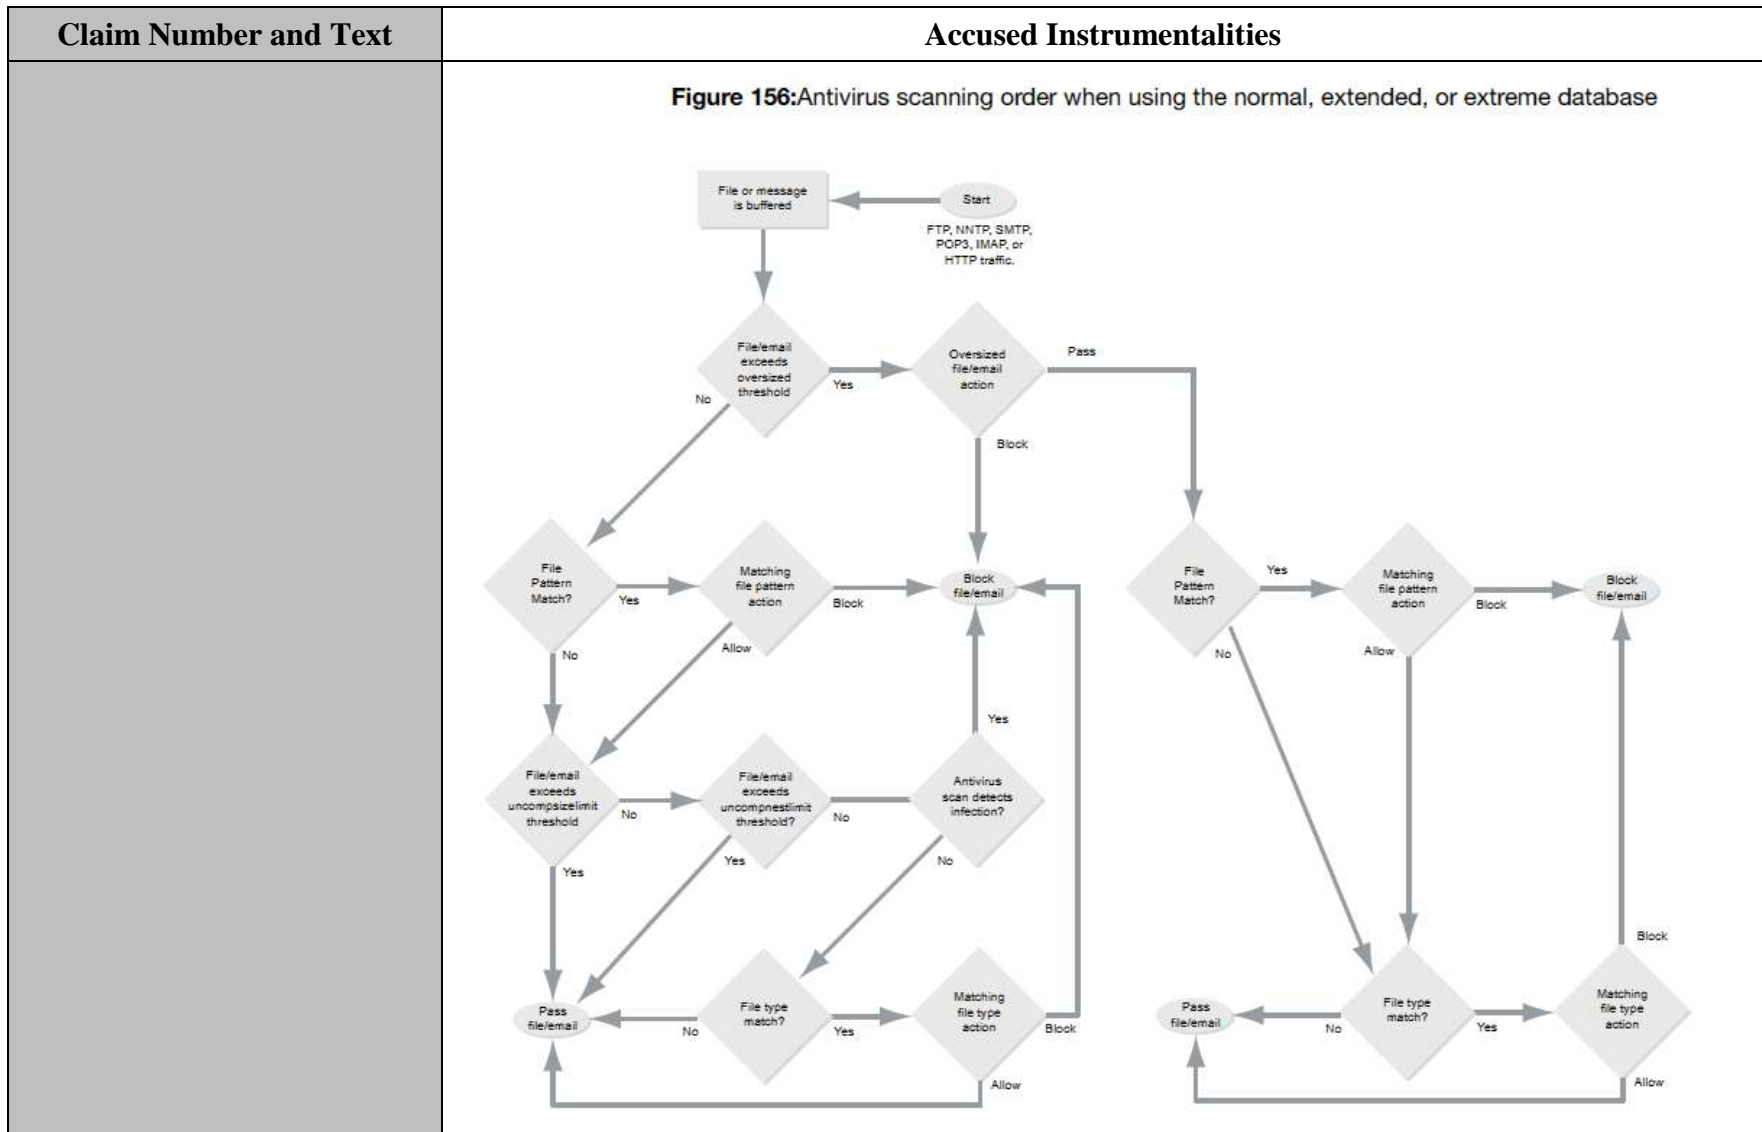 Claim Number and Text
Accused Instrumentalities
Figure 156:Antivirus scanning order when using the normal, extended, or extreme database
File or message
is buffered
Start
FTP, NNTP, SMTP,
POP3, IMAP, or
HTTP traffic.
File/email
exceeds
oversized
threshold
Yes
No
Oversized
file/email
action
Pass
Block
File
Pattern
Match?
Yes
No
Matching
file pattern
action
Block
Allow
Block
file/email
File
Pattern
Match?
Yes
No
Matching
file pattern
action
Block
Allow
Block
file/email
File/email
exceeds
uncompsizelimit
threshold
No
Yes
File/email
exceeds
uncompnestlimit
threshold?
No
Yes
Antivirus
scan detects
infection?
Yes
No
Pass
file/email
No
File type
match?
Yes
Matching
file type
action
Block
Allow
Pass
file/email
No
File type
match?
Yes
Matching
file type
action
Block
Allow